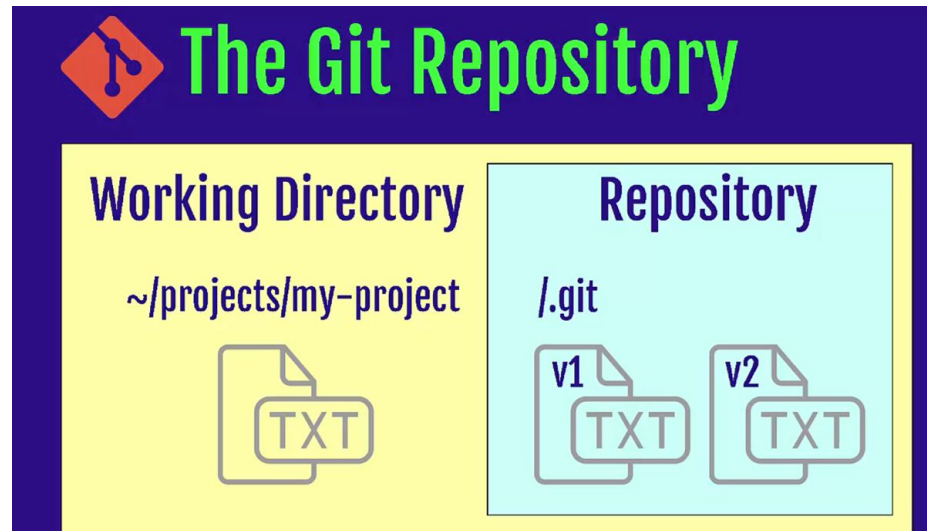 The Git Repository
Working Directory
~/projects/my-project
TXT
Repository
/.git
v1
TXT
v2
TXT